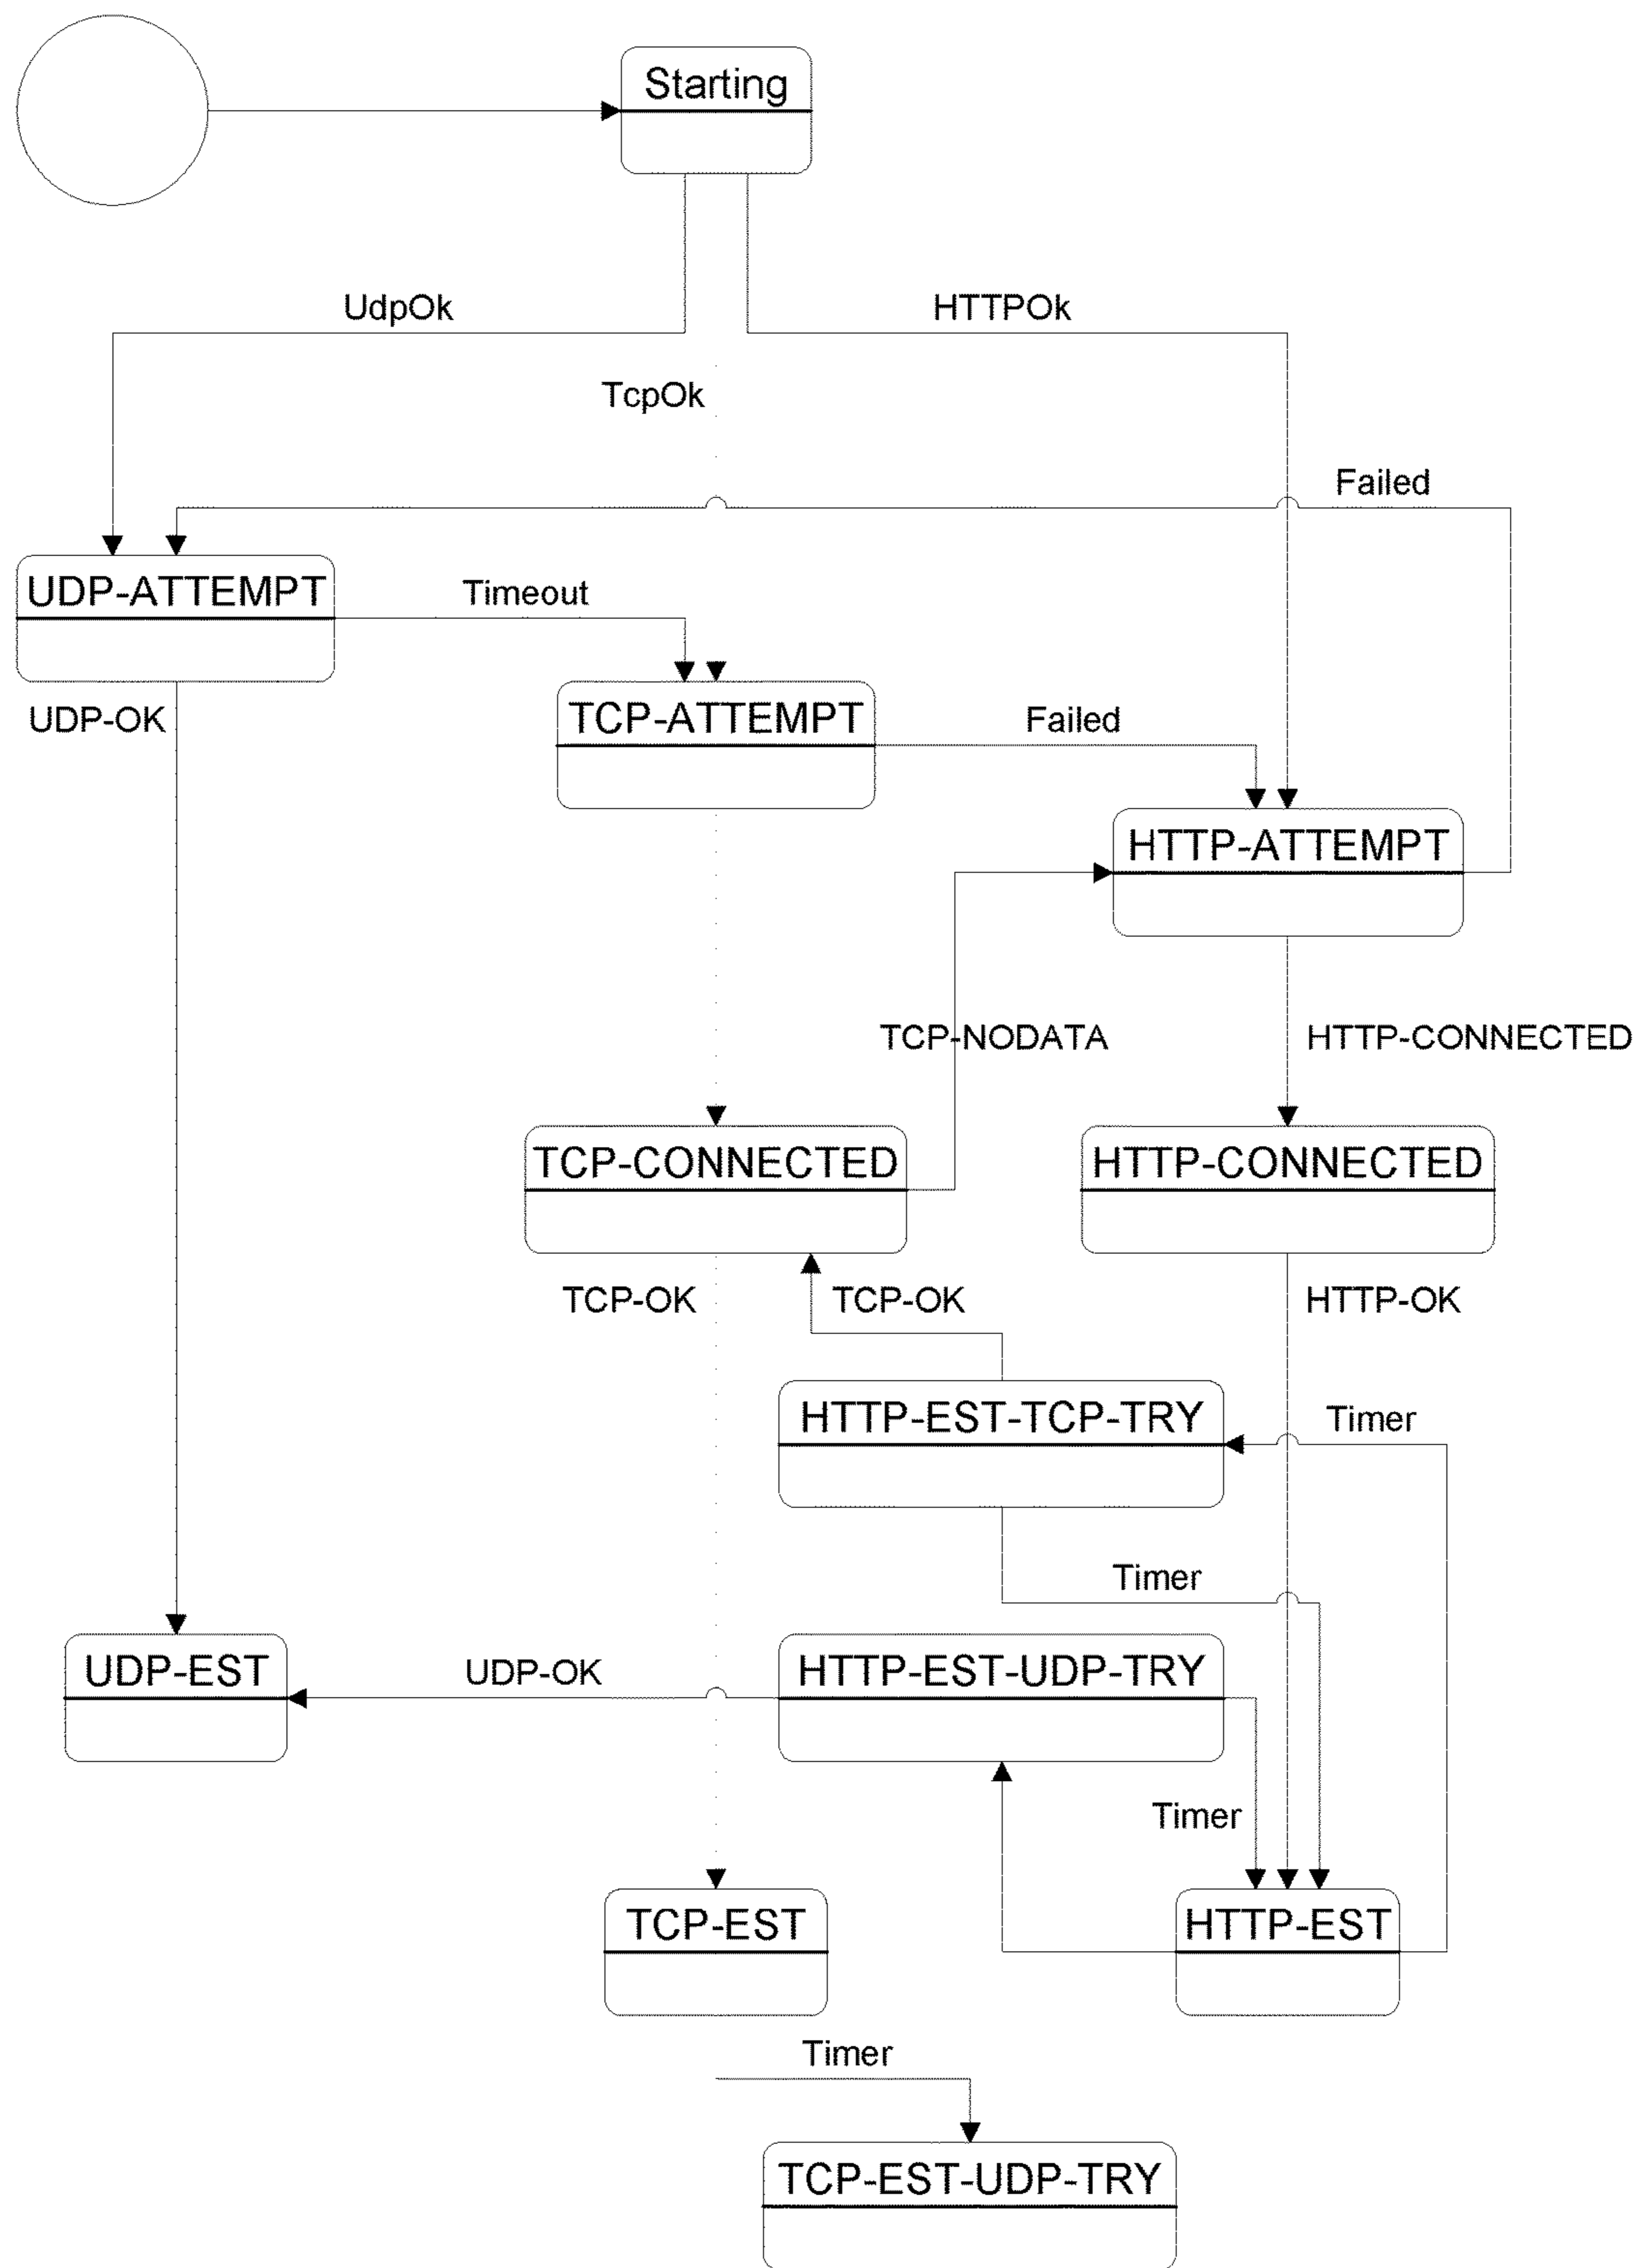 Starting
UdpOk
HTTPOk
TcpOk
Failed
UDP-ATTEMPT
Timeout
UDP-OK
TCP-ATTEMPT
Failed
HTTP-ATTEMPT
TCP-NODATA
HTTP-CONNECTED
TCP-CONNECTED
HTTP-CONNECTED
TCP-OK
TCP-OK
HTTP-OK
HTTP-EST-TCP-TRY
Timer
Timer
UDP-EST
UDP-OK
HTTP-EST-UDP-TRY
Timer
TCP-EST
HTTP-EST
Timer
TCP-EST-UDP-TRY